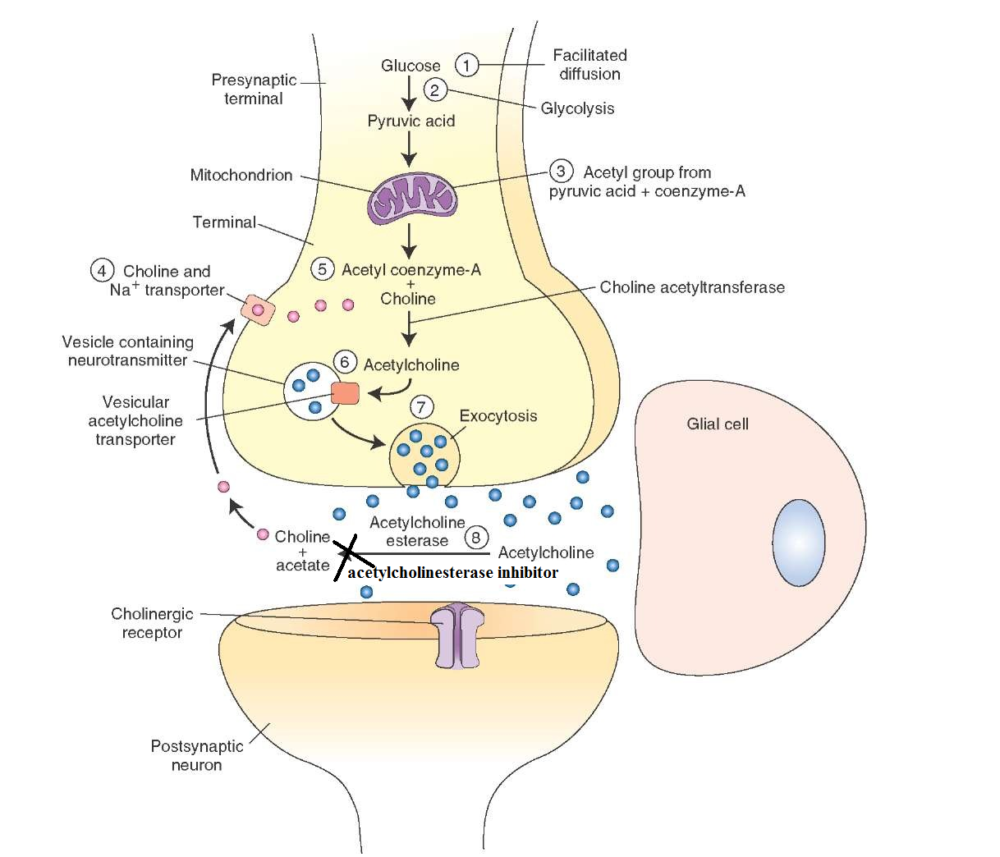 Glucose
1
Facilitated
diffusion
2
Glycolysis
Presynaptic
terminal
Pyruvic acid
Mitochondrion
3 Acetyl group from
pyruvic acid + coenzyme-A
Terminal
4 Choline and
Na+ transporter
5 Acetyl coenzyme-A
+
Choline
Choline acetyltransferase
Vesicle containing
neurotransmitter
6 Acetylcholine
Vesicular
acetylcholine
transporter
7
Exocytosis
Glial cell
Acetylcholine
esterase 8
Choline
+
acetate
Acetylcholine
acetylcholinesterase inhibitor
Cholinergic
receptor
Postsynaptic
neuron